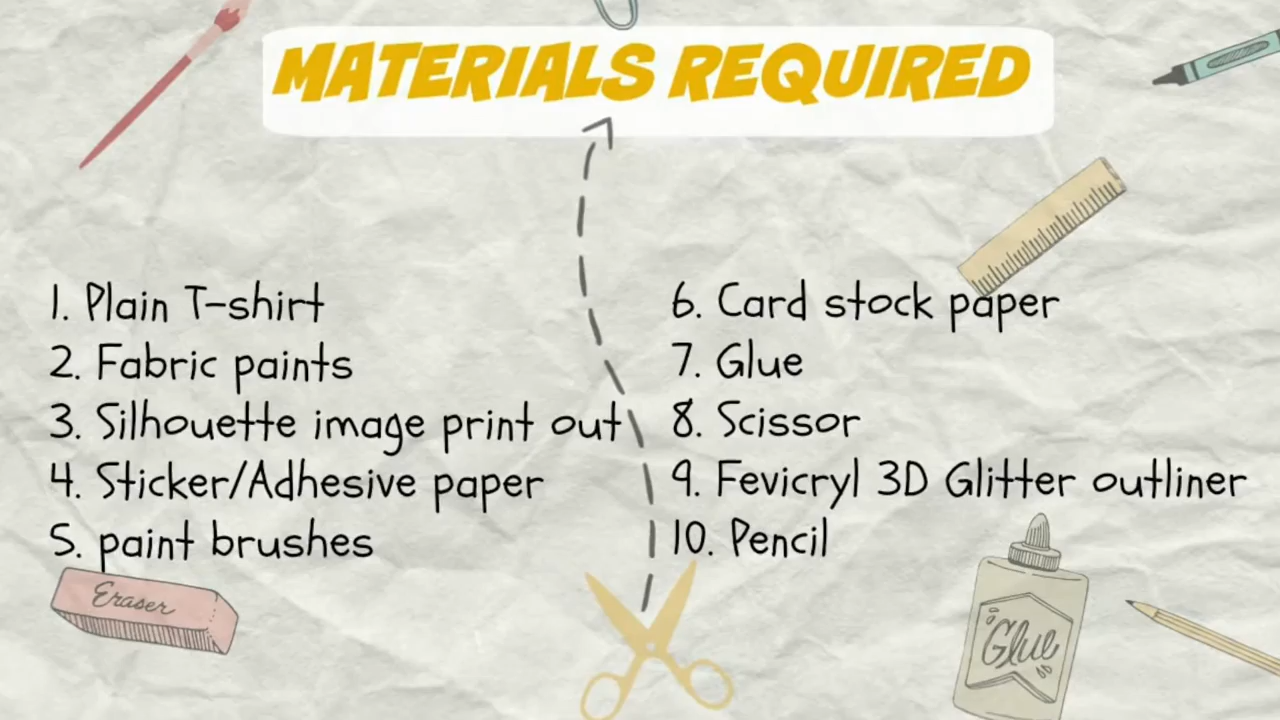 MATERIALS REQUIRED
1. Plain T-shirt
2. Fabric paints
3. Silhouette image print out
4. Sticker/Adhesive paper
5. paint brushes
6. Card stock paper
7. Glue
8. Scissor
9. Fevicryl 3D Glitter outliner
10. Pencil
Eraser
Glue